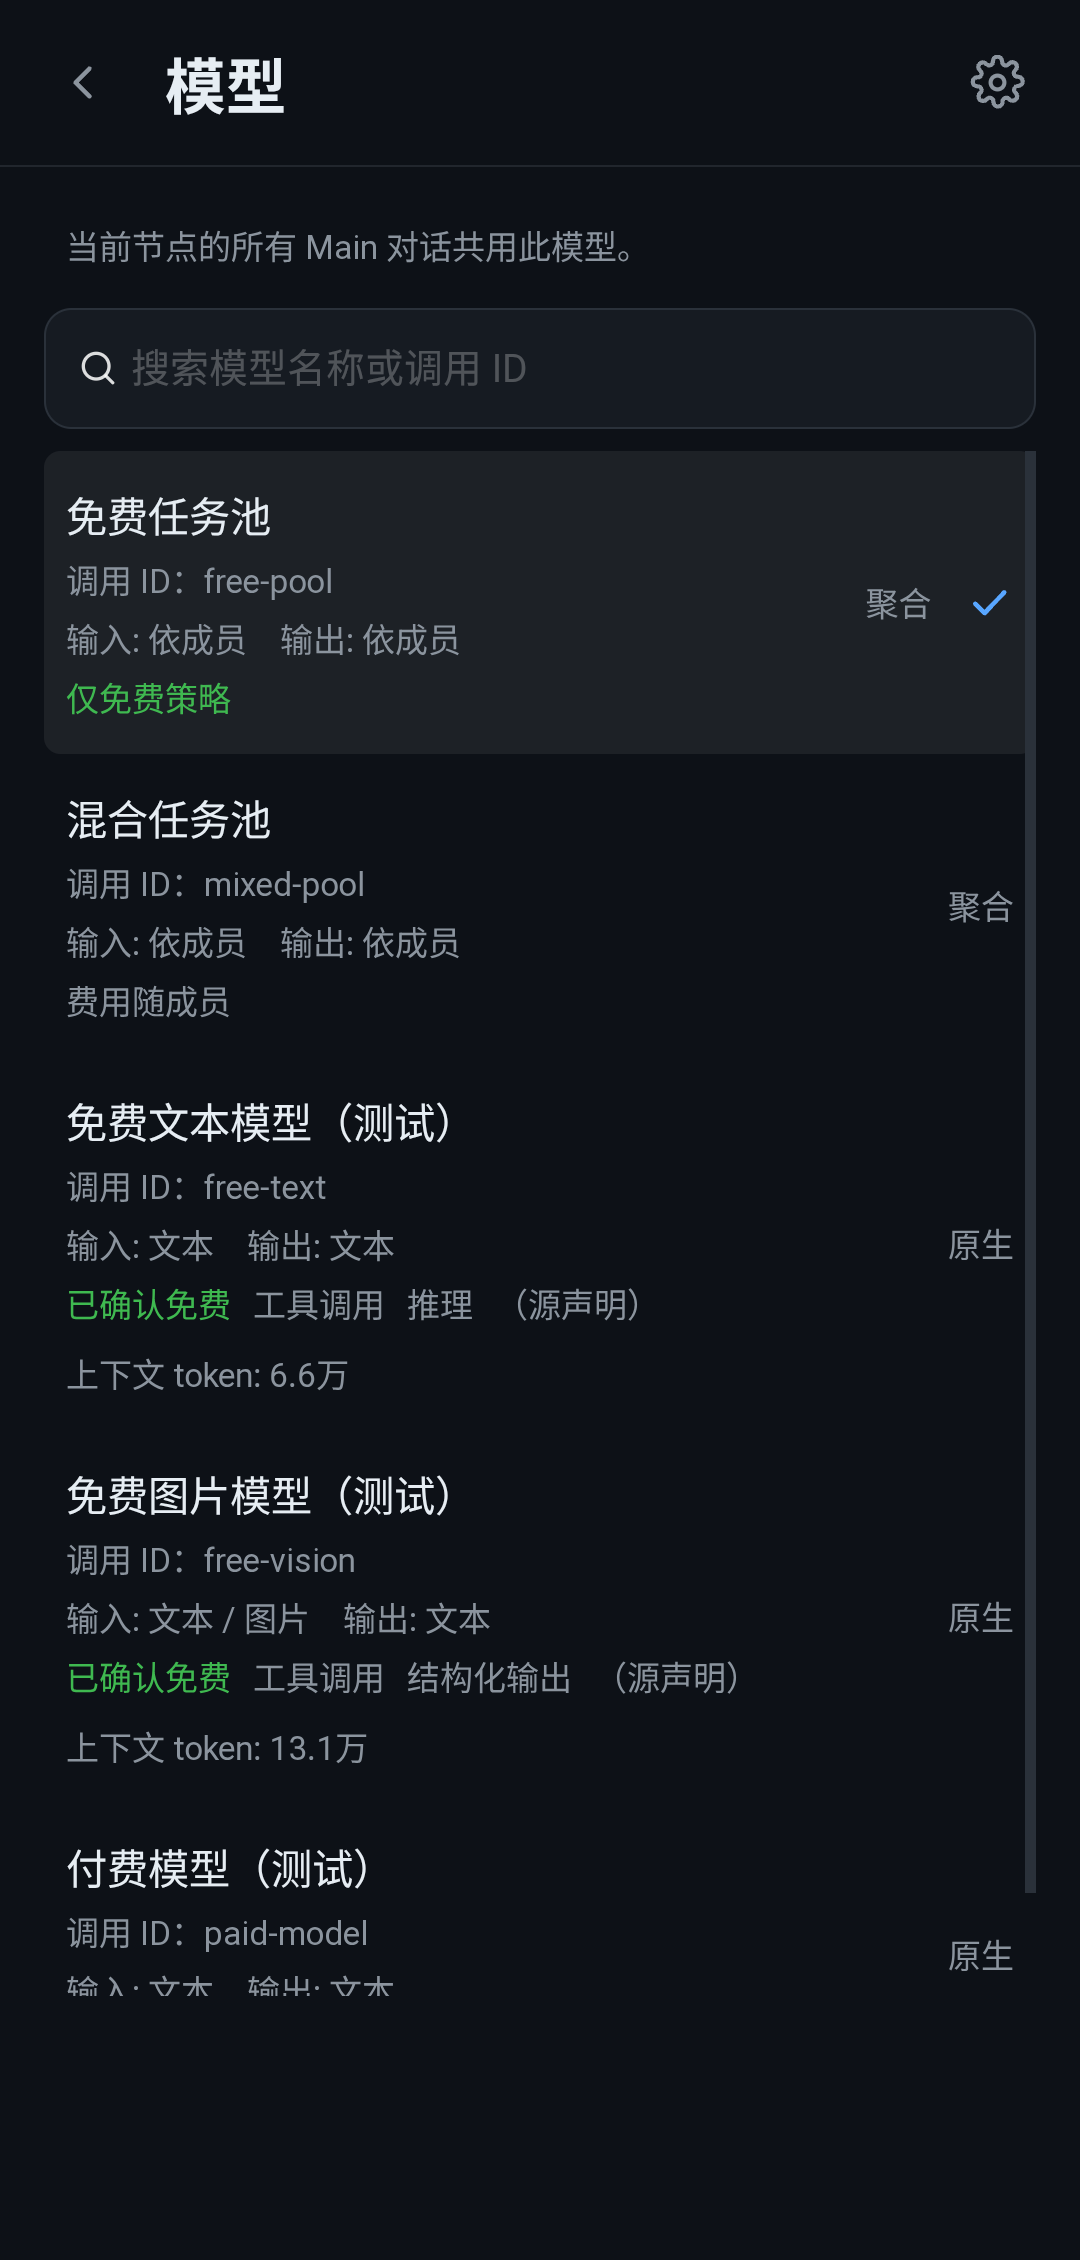 模型
当前节点的所有 Main 对话共用此模型。
搜索模型名称或调用 ID
免费任务池
调用 ID：free-pool
输入: 依成员 输出: 依成员
仅免费策略
聚合
混合任务池
调用 ID：mixed-pool
输入: 依成员 输出: 依成员
费用随成员
聚合
免费文本模型（测试）
调用 ID：free-text
输入: 文本 输出: 文本
已确认免费 工具调用 推理 （源声明）
上下文 token: 6.6万
原生
免费图片模型（测试）
调用 ID：free-vision
输入: 文本 / 图片 输出: 文本
已确认免费 工具调用 结构化输出 （源声明）
上下文 token: 13.1万
原生
付费模型（测试）
调用 ID：paid-model
输入: 文本 输出: 文本
原生